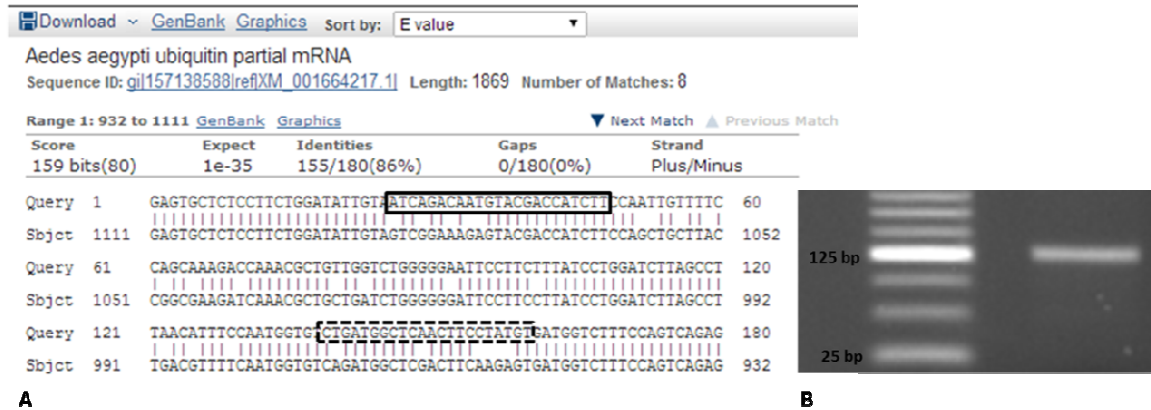 Download GenBank Graphics Sort by: E value
Aedes aegypti ubiquitin partial mRNA
Sequence ID: gi|157138588|ref|XM_001664217.1| Length: 1869 Number of Matches: 8
Range 1: 932 to 1111 GenBank Graphics Next Match Previous Match
Score Expect Identities Gaps Strand
159 bits(80) 1e-35 155/180(86%) 0/180(0%) Plus/Minus
Query 1 GAGTGCTCTCCTTCTGGATATTGTAATCAGACAATGTACGACCATCTTCCAATTGTTTTC 60
Sbjct 1111 GAGTGCTCTCCTTCTGGATATTGTAGTCGGAAAGAGTACGACCATCTTCCAGCTGCTTAC 1052
Query 61 CAGCAAAGACCAAACGCTGTTGGTCTGGGGGAATTCCTTCTTTATCCTGGATCTTAGCCT 120
Sbjct 1051 CGGCGAAGATCAAACGCTGCTGATCTGGGGGGATTCCTTCCTTATCCTGGATCTTAGCCT 992
Query 121 TAACATTTCCAATGGTGTCTGATGGCTCAACTTCCTATGTGATGGTCTTTCCAGTCAGAG 180
Sbjct 991 TGACGTTTTCAATGGTGTCAGATGGCTCGACTTCAAGAGTGATGGTCTTTCCAGTCAGAG 932
A
125 bp
25 bp
B